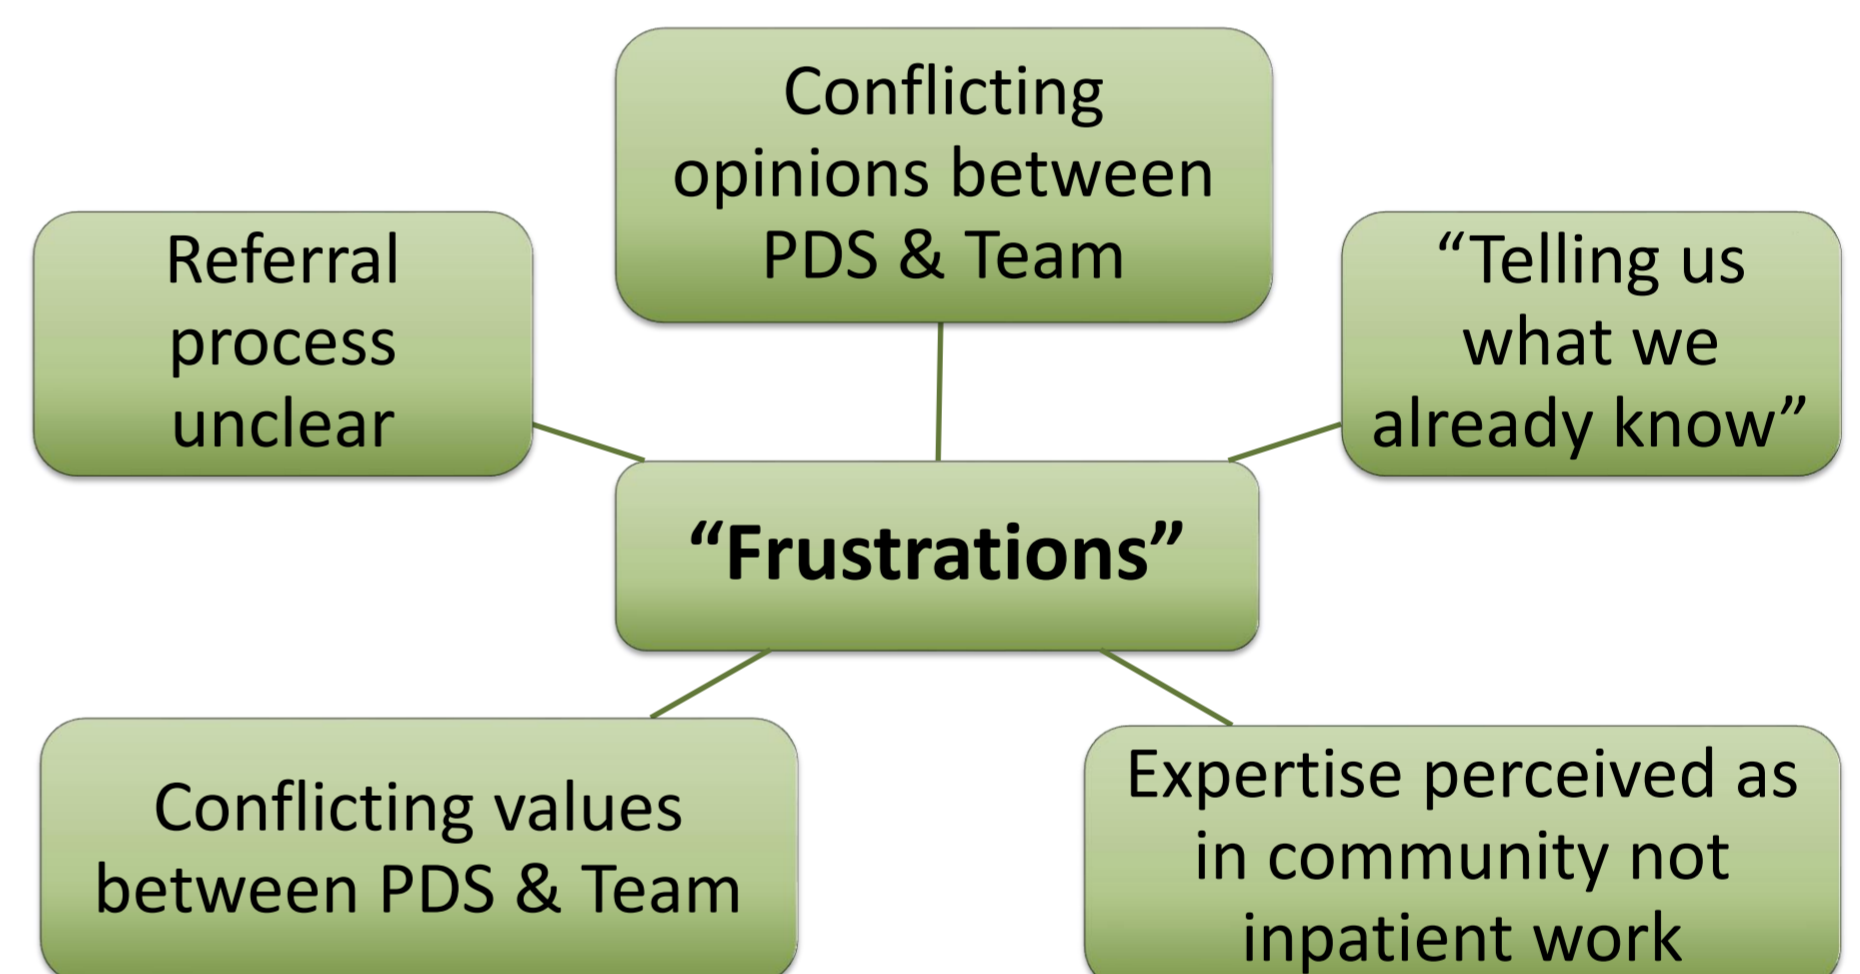 Conflicting
opinions between
PDS & Team
Referral
process
unclear
“Telling us
what we
already know”
“Frustrations”
Conflicting values
between PDS & Team
Expertise perceived as
in community not
inpatient work